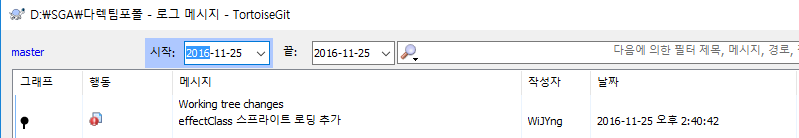 D:\SGA\다렉팀포폴 - 로그 메시지 - TortoiseGit
master 시작: 2016-11-25 끝: 2016-11-25 다음에 의한 필터 제목, 메시지, 경로,
그래프 행동 메시지 작성자 날짜
Working tree changes
effectClass 스프라이트 로딩 추가 WiJYng 2016-11-25 오후 2:40:42